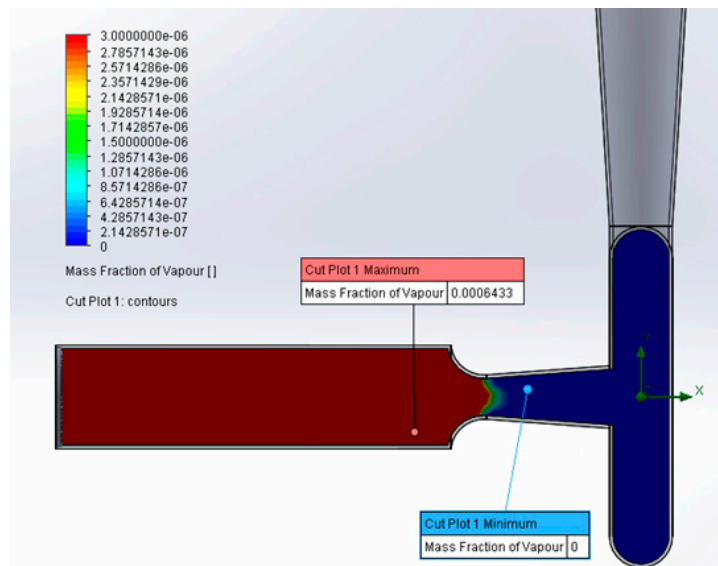 3.0000000e-06
2.7857143e-06
2.5714286e-06
2.3571429e-06
2.1428571e-06
1.9285714e-06
1.7142857e-06
1.5000000e-06
1.2857143e-06
1.0714286e-06
8.5714286e-07
6.4285714e-07
4.2857143e-07
2.1428571e-07
0
Mass Fraction of Vapour [ ]
Cut Plot 1: contours
Cut Plot 1 Maximum
Mass Fraction of Vapour 0.0006433
Y
X
Cut Plot 1 Minimum
Mass Fraction of Vapour 0